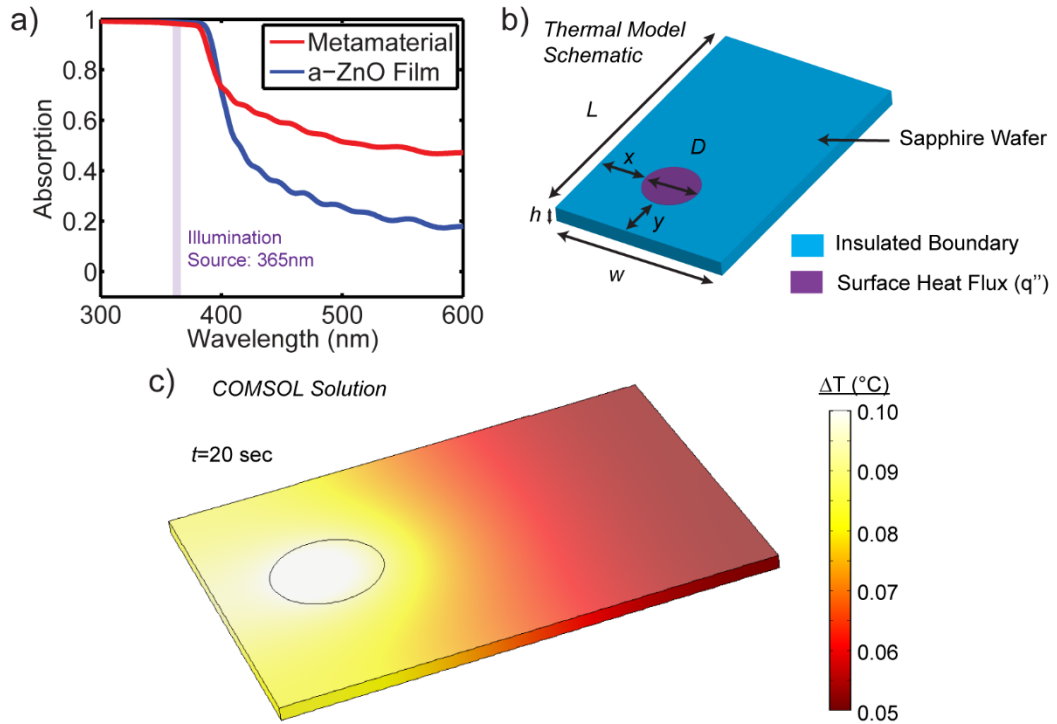 a)
1
0.8
0.6
0.4
0.2
0
Absorption
Metamaterial
a−ZnO Film
Illumination
Source: 365nm
300
400
500
600
Wavelength (nm)
b)
Thermal Model
Schematic
L
D
x
y
h
w
Sapphire Wafer
Insulated Boundary
Surface Heat Flux (q’’)
c)
COMSOL Solution
t=20 sec
ΔT (°C)
0.10
0.09
0.08
0.07
0.06
0.05